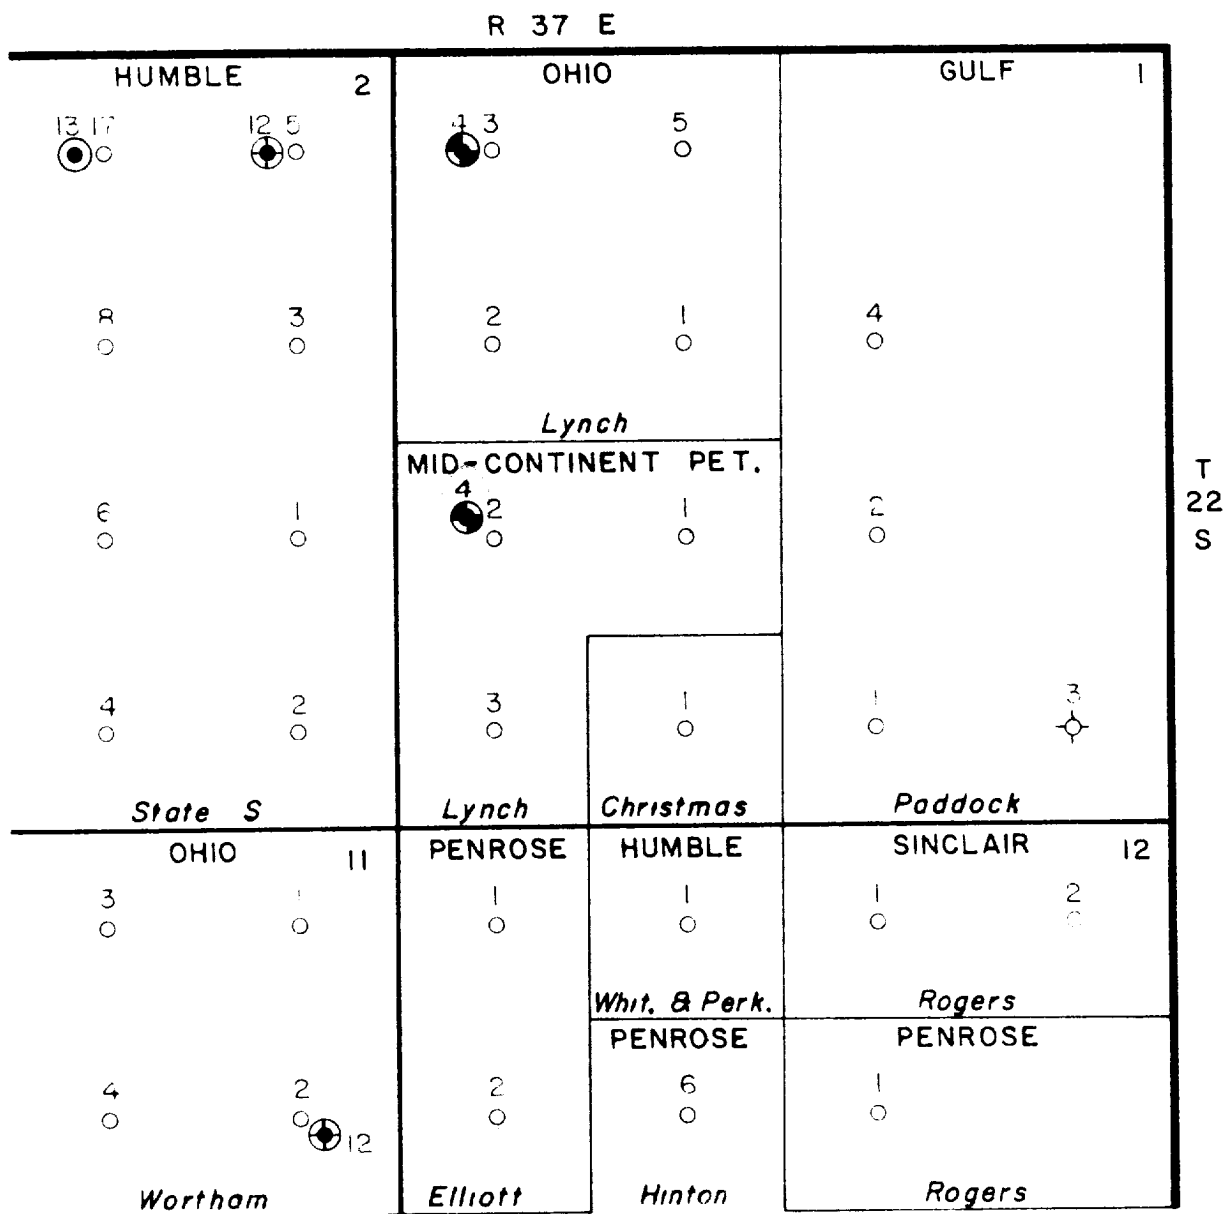 R 37 E
HUMBLE 2 OHIO GULF 1
13 17 12 5 4 3 5
8 3 2 1 4
Lynch
MID-CONTINENT PET.
4
6 1 2 1 2
T
22
S
4 2 3 1 1 3
State S Lynch Christmas Paddock
OHIO 11 PENROSE HUMBLE SINCLAIR 12
3 1 1 1 1 2
Whit. & Perk. Rogers
PENROSE PENROSE
4 2 2 6 1
12
Wortham Elliott Hinton Rogers